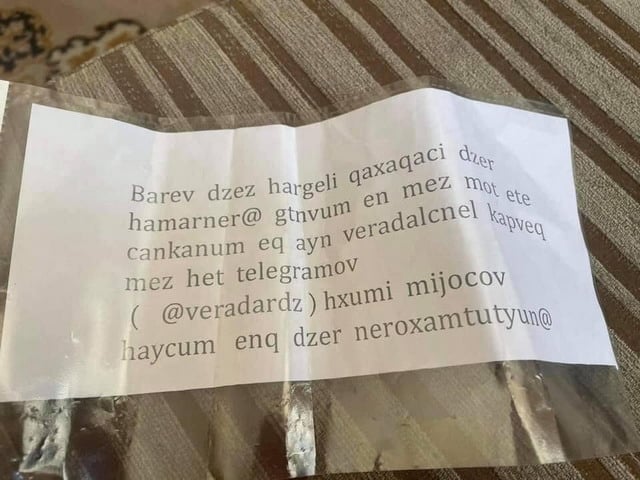 Barev dzez hargeli qaxaqaci dzer
hamarner@ gtnvum en mez mot ete
cankanum eq ayn veradalcnel kapveq
mez het telegramov
( @veradardz ) hxumi mijocov
haycum enq dzer neroxamtutyun@